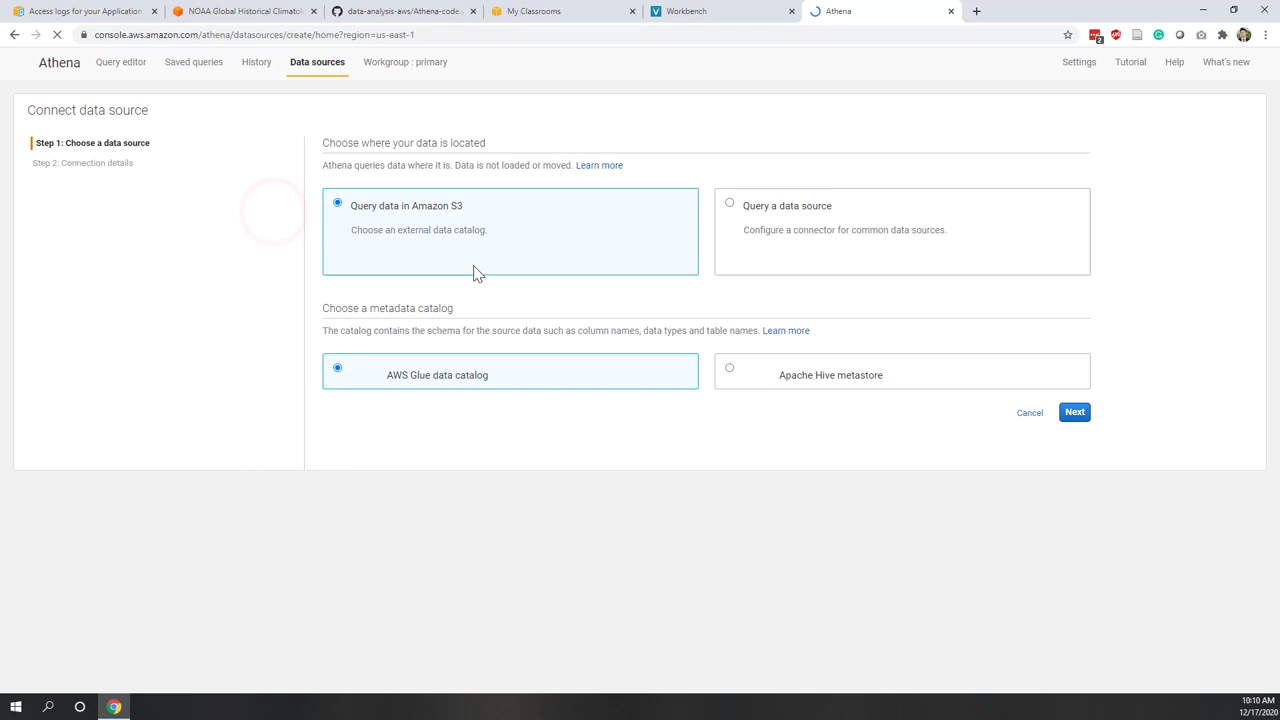 Access logs for your Application
NOAA Global Historical Climatolo
data-analysis-aws/Athena-code.
My Classrooms
Workbench
Athena
console.aws.amazon.com/athena/datasources/create/home?region=us-east-1
2
Athena
Query editor
Saved queries
History
Data sources
Workgroup : primary
Settings
Tutorial
Help
What's new
Connect data source
Step 1: Choose a data source
Step 2: Connection details
Choose where your data is located
Athena queries data where it is. Data is not loaded or moved. Learn more
Query data in Amazon S3
Choose an external data catalog.
Query a data source
Configure a connector for common data sources.
Choose a metadata catalog
The catalog contains the schema for the source data such as column names, data types and table names. Learn more
AWS Glue data catalog
Apache Hive metastore
Cancel
Next
10:10 AM
12/17/2020